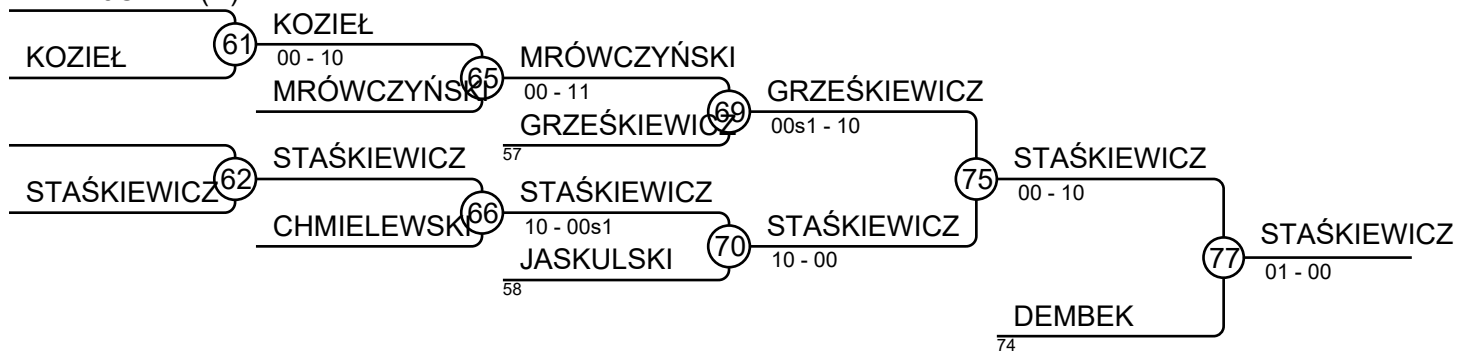 KOZIEŁ
61
KOZIEŁ
00 - 10
MRÓWCZYŃSKI
65
MRÓWCZYŃSKI
00 - 11
GRZEŚKIEWICZ
57
69
GRZEŚKIEWICZ
00s1 - 10
STAŚKIEWICZ
62
STAŚKIEWICZ
CHMIELEWSKI
66
STAŚKIEWICZ
10 - 00s1
JASKULSKI
58
70
STAŚKIEWICZ
10 - 00
75
STAŚKIEWICZ
00 - 10
DEMBEK
74
77
STAŚKIEWICZ
01 - 00